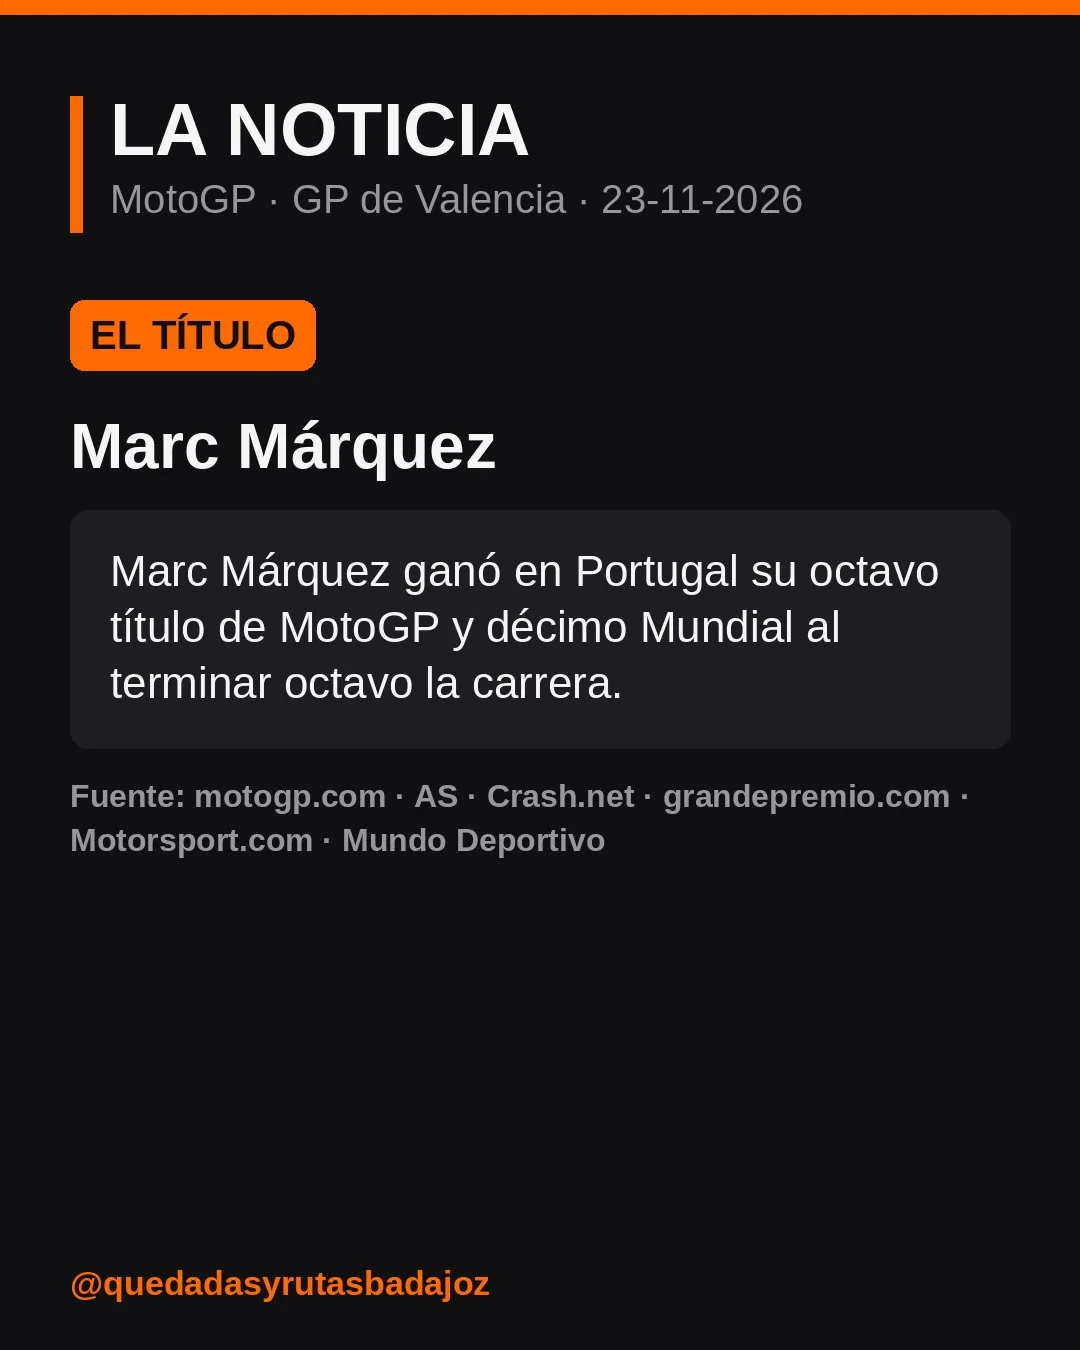 LA NOTICIA
MotoGP · GP de Valencia · 23-11-2026
EL TÍTULO
Marc Márquez
Marc Márquez ganó en Portugal su octavo
título de MotoGP y décimo Mundial al
terminar octavo la carrera.
Fuente: motogp.com · AS · Crash.net · grandepremio.com ·
Motorsport.com · Mundo Deportivo
@quedadasyrutasbadajoz